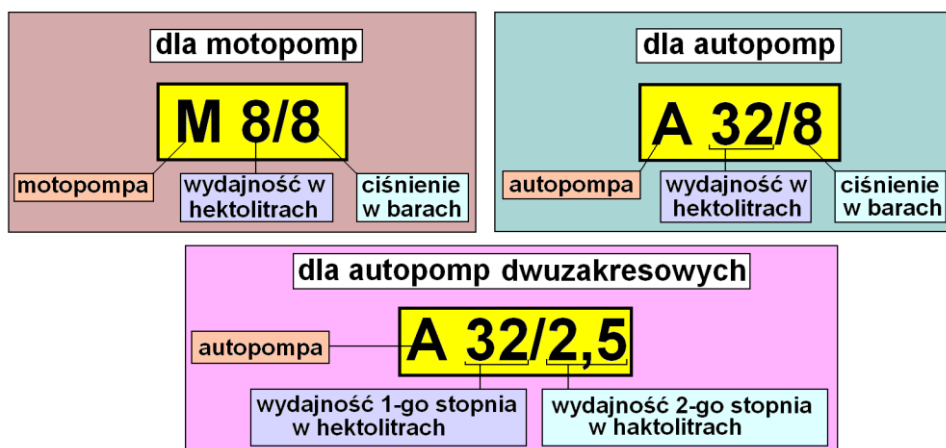 dla motopomp
M 8/8
motopompa
wydajność w
hektolitrach
ciśnienie
w barach
dla autopomp
A 32/8
autopompa
wydajność w
hektolitrach
ciśnienie
w barach
dla autopomp dwuzakresowych
A 32/2,5
autopompa
wydajność 1-go stopnia
w hektolitrach
wydajność 2-go stopnia
w haktolitrach